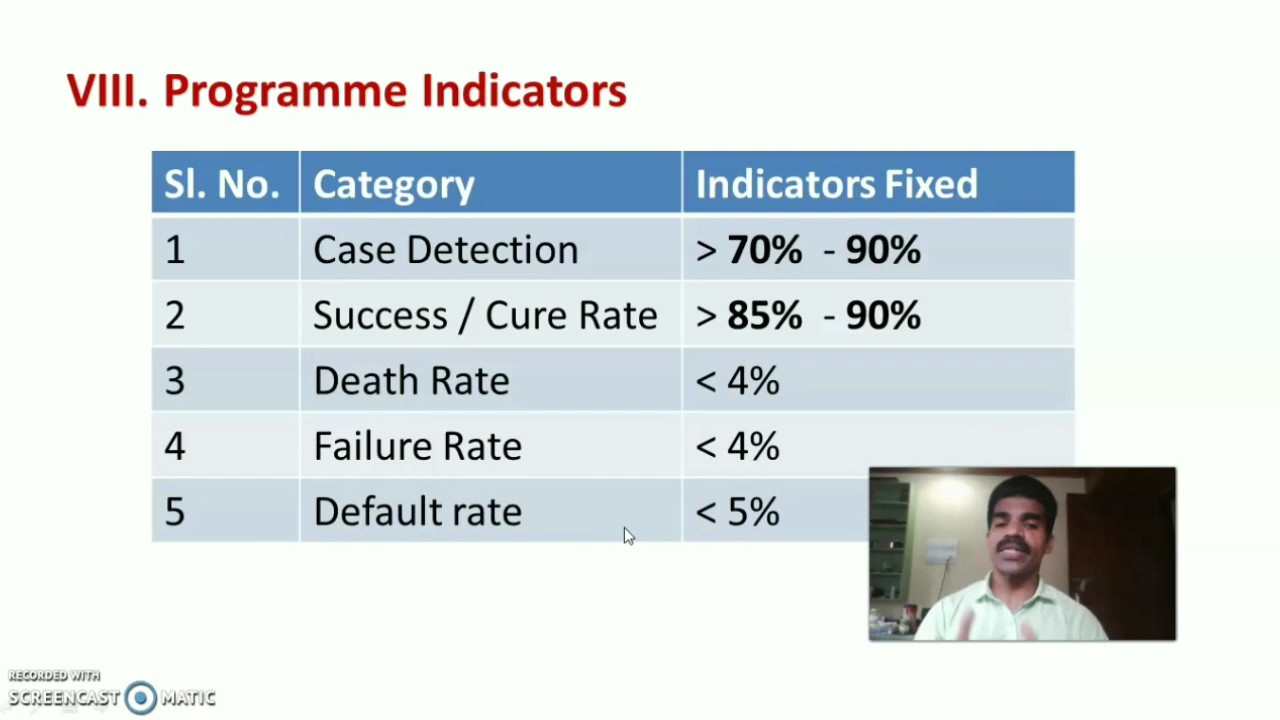 VIII. Programme Indicators
Sl. No. Category Indicators Fixed
1 Case Detection > 70% - 90%
2 Success / Cure Rate > 85% - 90%
3 Death Rate < 4%
4 Failure Rate < 4%
5 Default rate < 5%
RECORDED WITH
SCREENCAST MATIC